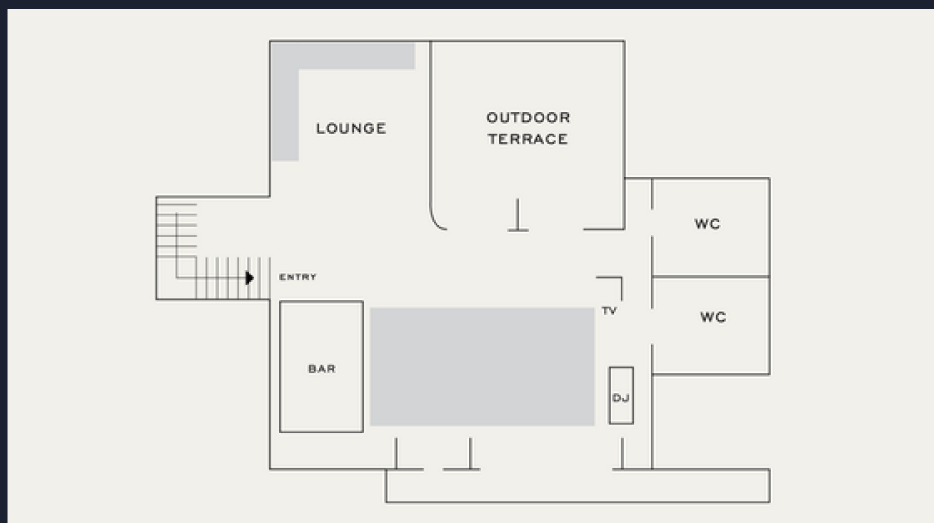 LOUNGE
OUTDOOR
TERRACE
WC
ENTRY
TV
WC
BAR
DJ